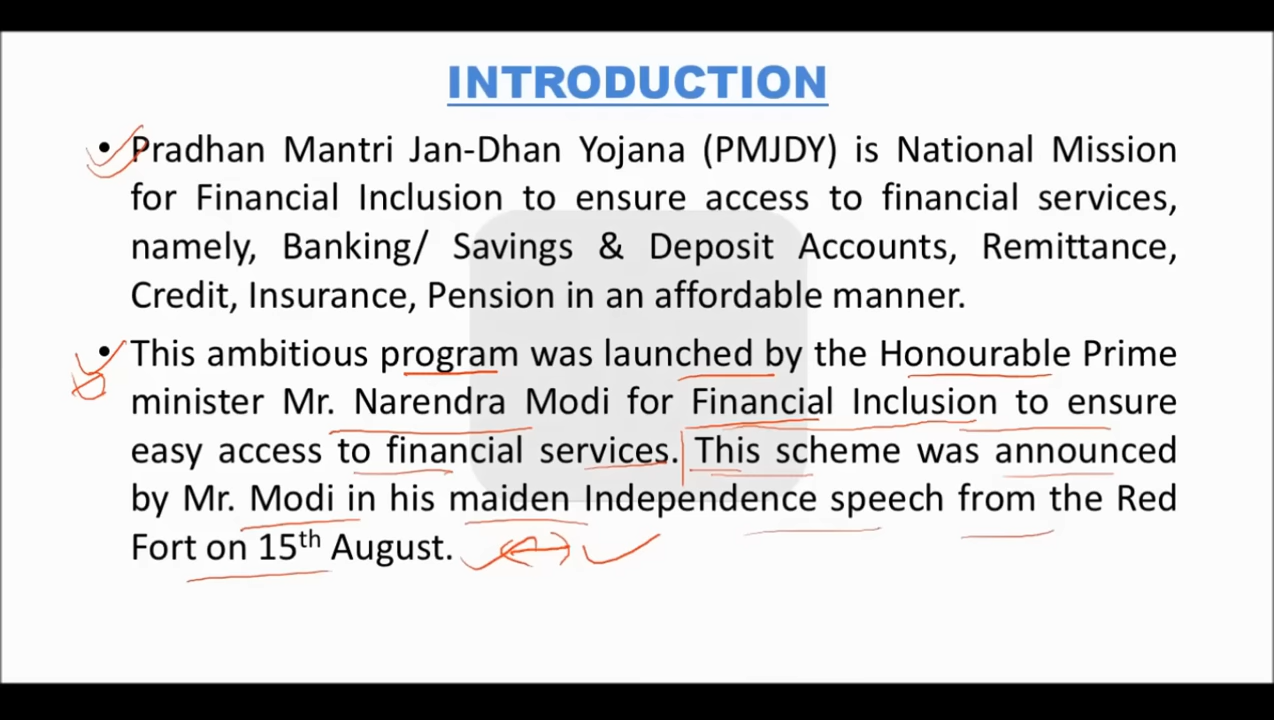 INTRODUCTION
• Pradhan Mantri Jan-Dhan Yojana (PMJDY) is National Mission
for Financial Inclusion to ensure access to financial services,
namely, Banking/ Savings & Deposit Accounts, Remittance,
Credit, Insurance, Pension in an affordable manner.
• This ambitious program was launched by the Honourable Prime
minister Mr. Narendra Modi for Financial Inclusion to ensure
easy access to financial services. This scheme was announced
by Mr. Modi in his maiden Independence speech from the Red
Fort on 15th August.